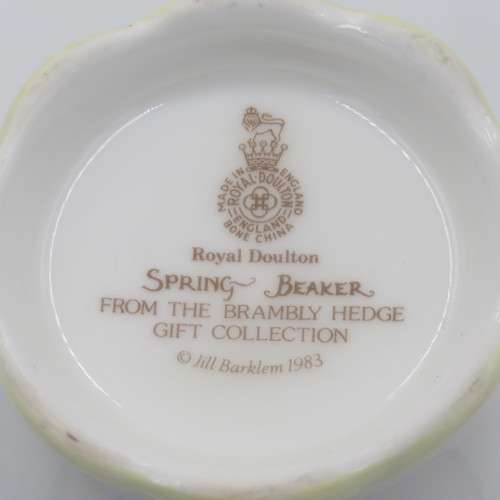 MADE IN ENGLAND
ROYAL·DOULTON
ENGLAND
BONE CHINA
Royal Doulton
SPRING BEAKER
FROM THE BRAMBLY HEDGE
GIFT COLLECTION
© Jill Barklem 1983